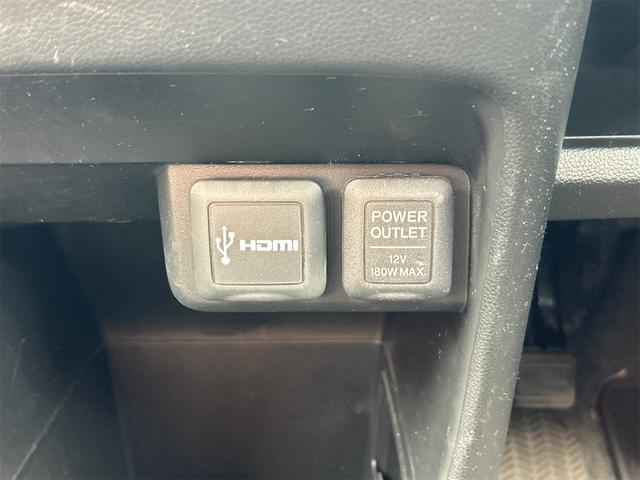 HDMI
POWER
OUTLET
12V
180W MAX.